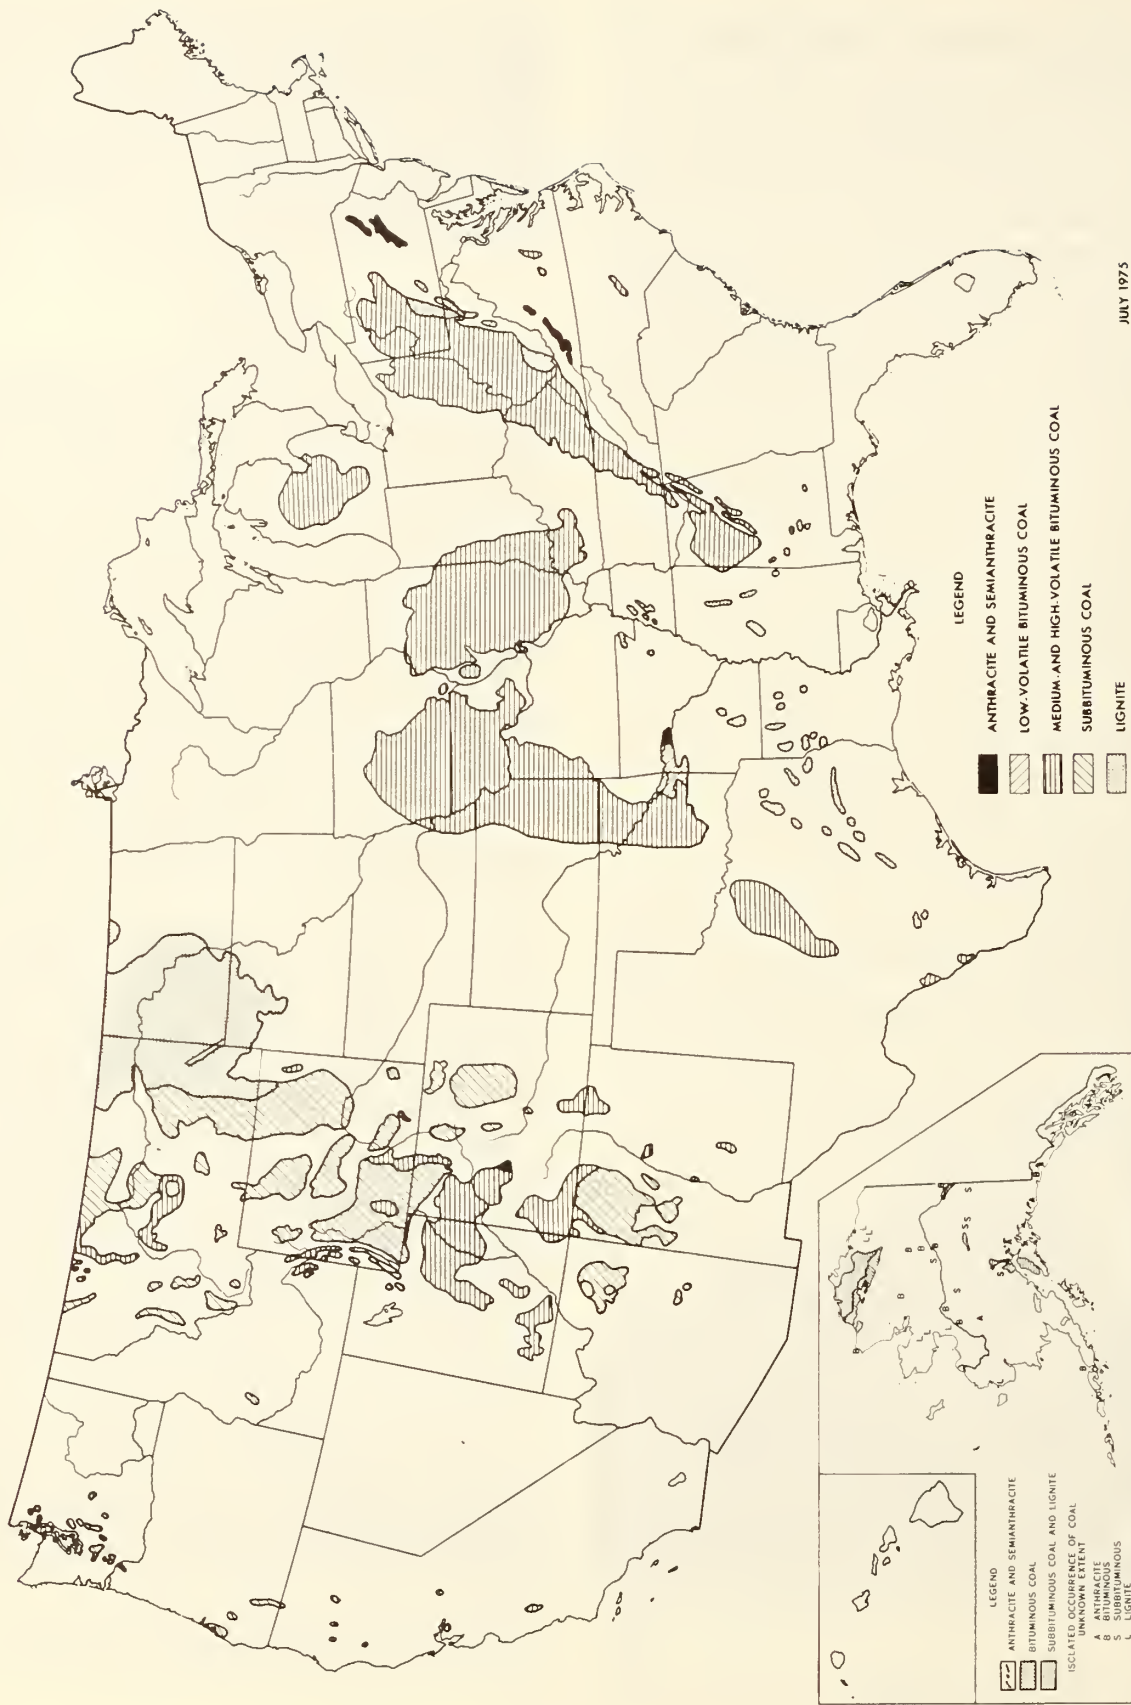 LEGEND
ANTHRACITE AND SEMIANTHRACITE
LOW-VOLATILE BITUMINOUS COAL
MEDIUM- AND HIGH-VOLATILE BITUMINOUS COAL
SUBBITUMINOUS COAL
LIGNITE
JULY 1975
LEGEND
ANTHRACITE AND SEMIANTHRACITE
BITUMINOUS COAL
SUBBITUMINOUS COAL AND LIGNITE
ISOLATED OCCURRENCE OF COAL
UNKNOWN EXTENT
A ANTHRACITE
B BITUMINOUS
S SUBBITUMINOUS
L LIGNITE